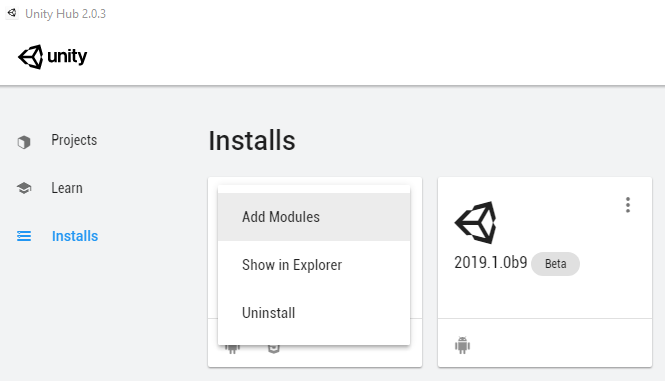 Unity Hub 2.0.3
unity
Projects
Learn
Installs
Installs
Add Modules
Show in Explorer
Uninstall
2019.1.0b9 Beta